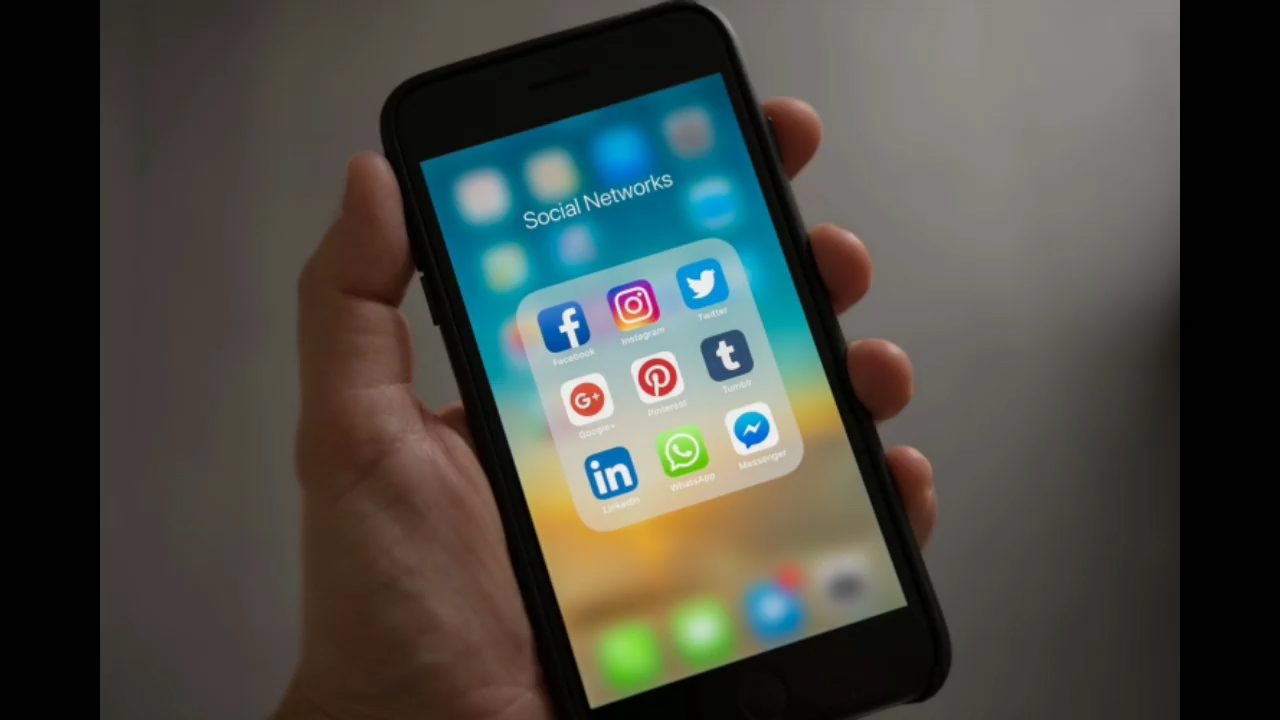 Social Networks
Facebook
Instagram
Twitter
Google+
Pinterest
Tumblr
LinkedIn
WhatsApp
Messenger